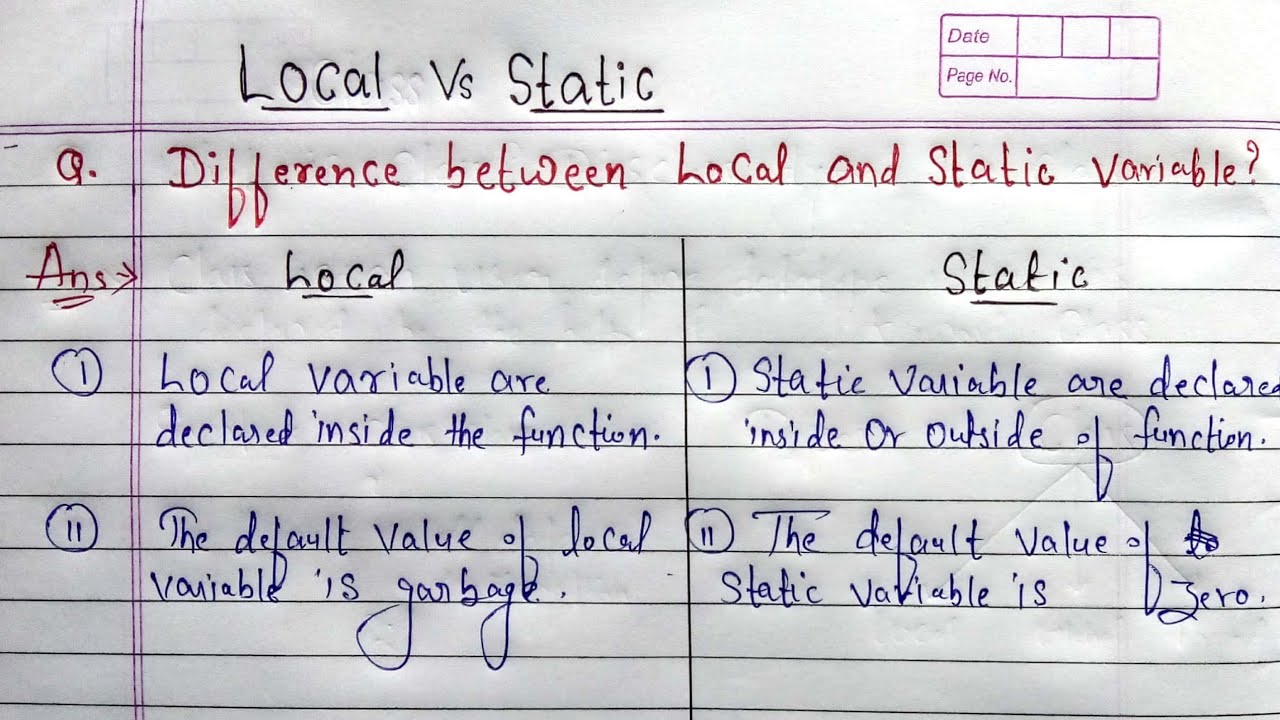 Local Vs Static
Date
Page No.
Q. Difference between Local and Static variable?
Ans:→ Local Static
(I) Local variable are
declared inside the function.
(I) Static variable are declared
inside or outside of function.
(II) The default value of local
variable is garbage.
(II) The default value of
static variable is zero.